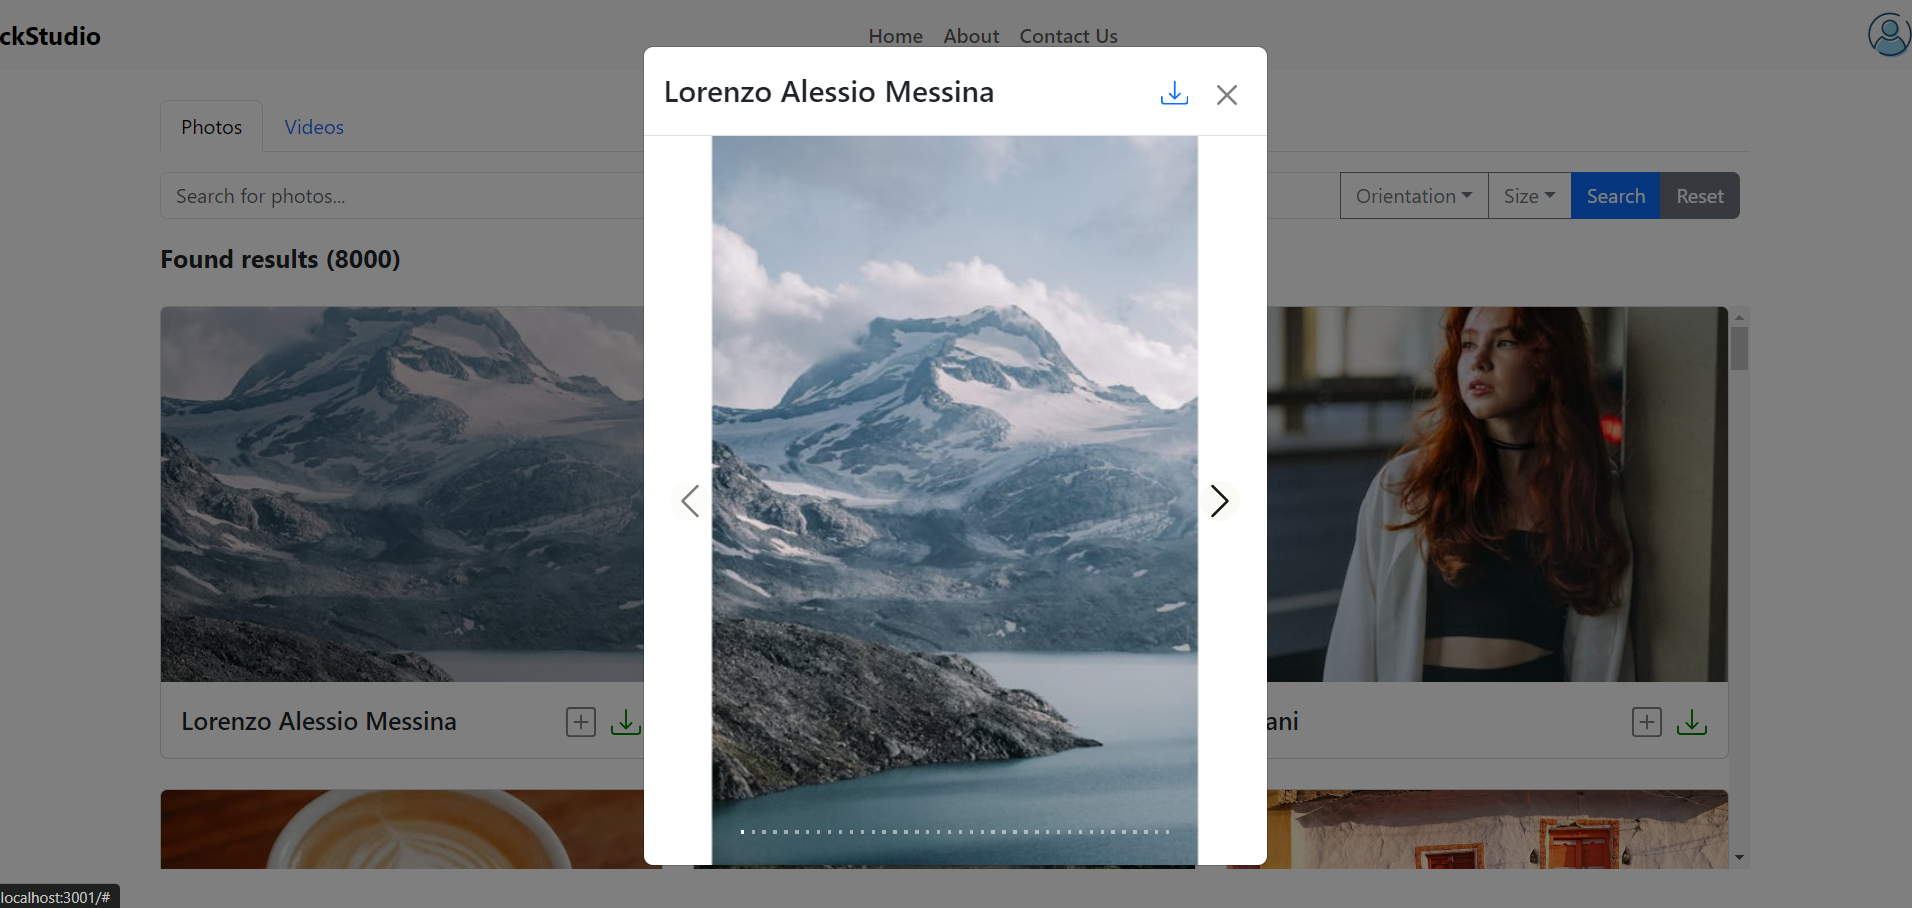 ckStudio
Home About Contact Us
Lorenzo Alessio Messina
Photos Videos
Search for photos...
Orientation Size Search Reset
Found results (8000)
Lorenzo Alessio Messina
ani
localhost:3001/#